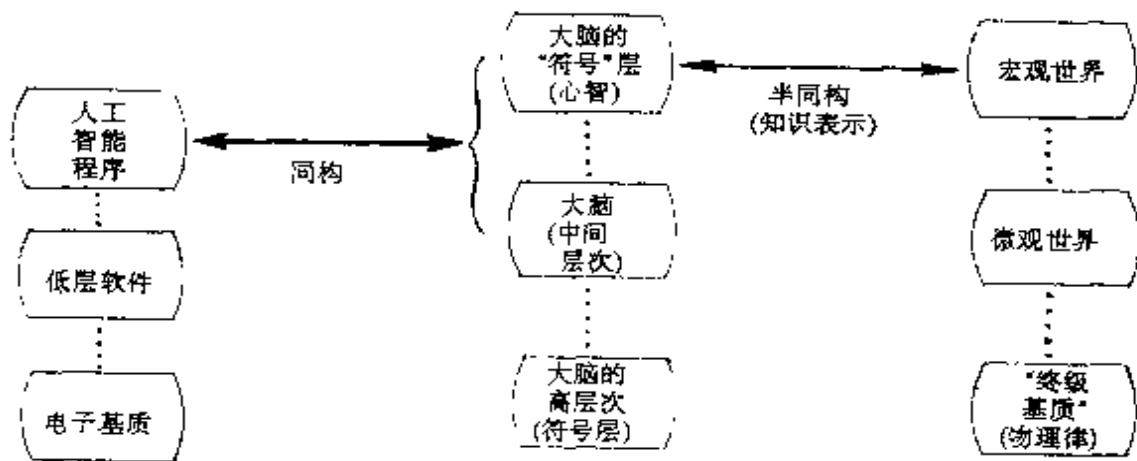 人工
智能
程序
低层软件
电子基质
同构
大脑的
"符号"层
(心智)
大脑
(中间
层次)
大脑的
高层次
(符号层)
半同构
(知识表示)
宏观世界
微观世界
"终级
基质"
(物理律)